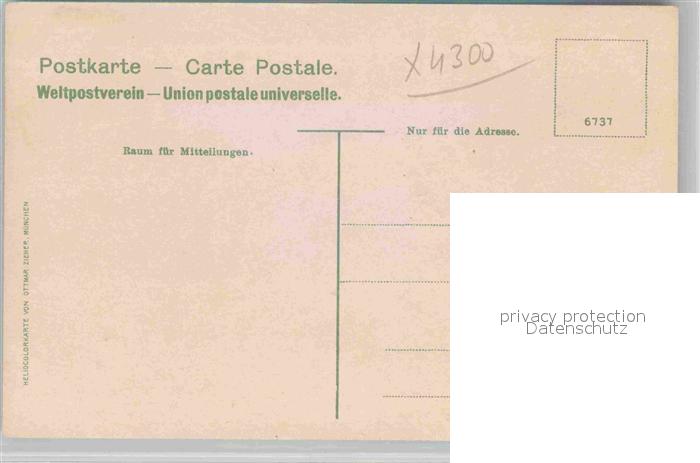 Postkarte — Carte Postale.
Weltpostverein — Union postale universelle.
X4300
6737
Nur für die Adresse.
Raum für Mitteilungen.
HELIOCOLORKARTE VON OTTMAR ZIEHER, MÜNCHEN
privacy protection
Datenschutz